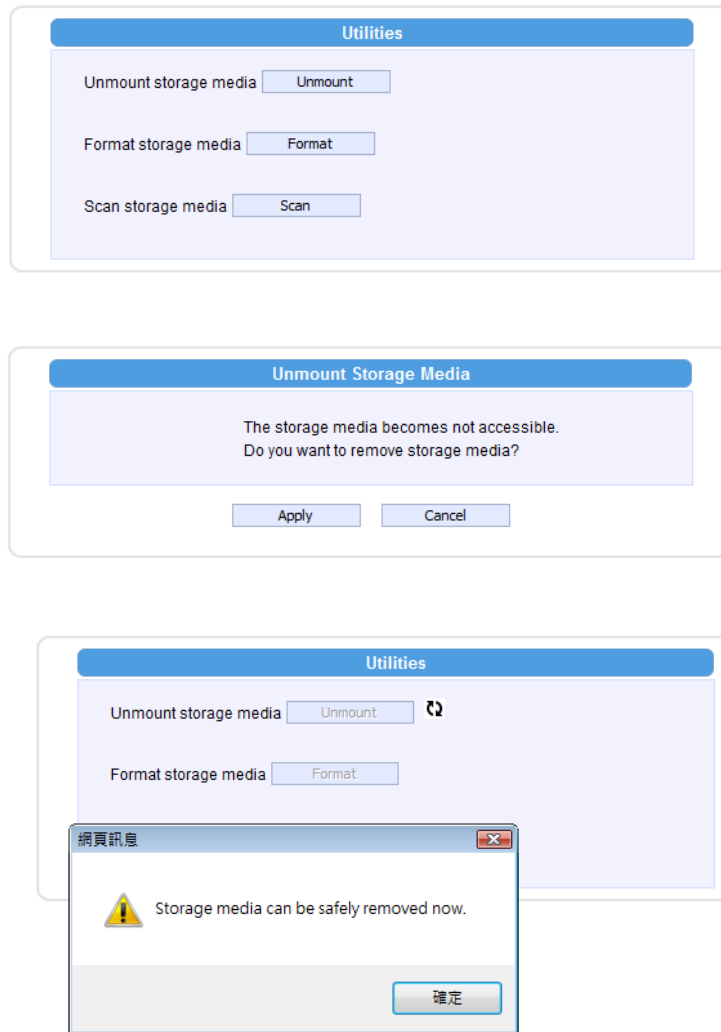 Utilities
Unmount storage media Unmount
Format storage media Format
Scan storage media Scan
Unmount Storage Media
The storage media becomes not accessible.
Do you want to remove storage media?
Apply Cancel
Utilities
Unmount storage media Unmount
Format storage media Format
網頁訊息
Storage media can be safely removed now.
確定